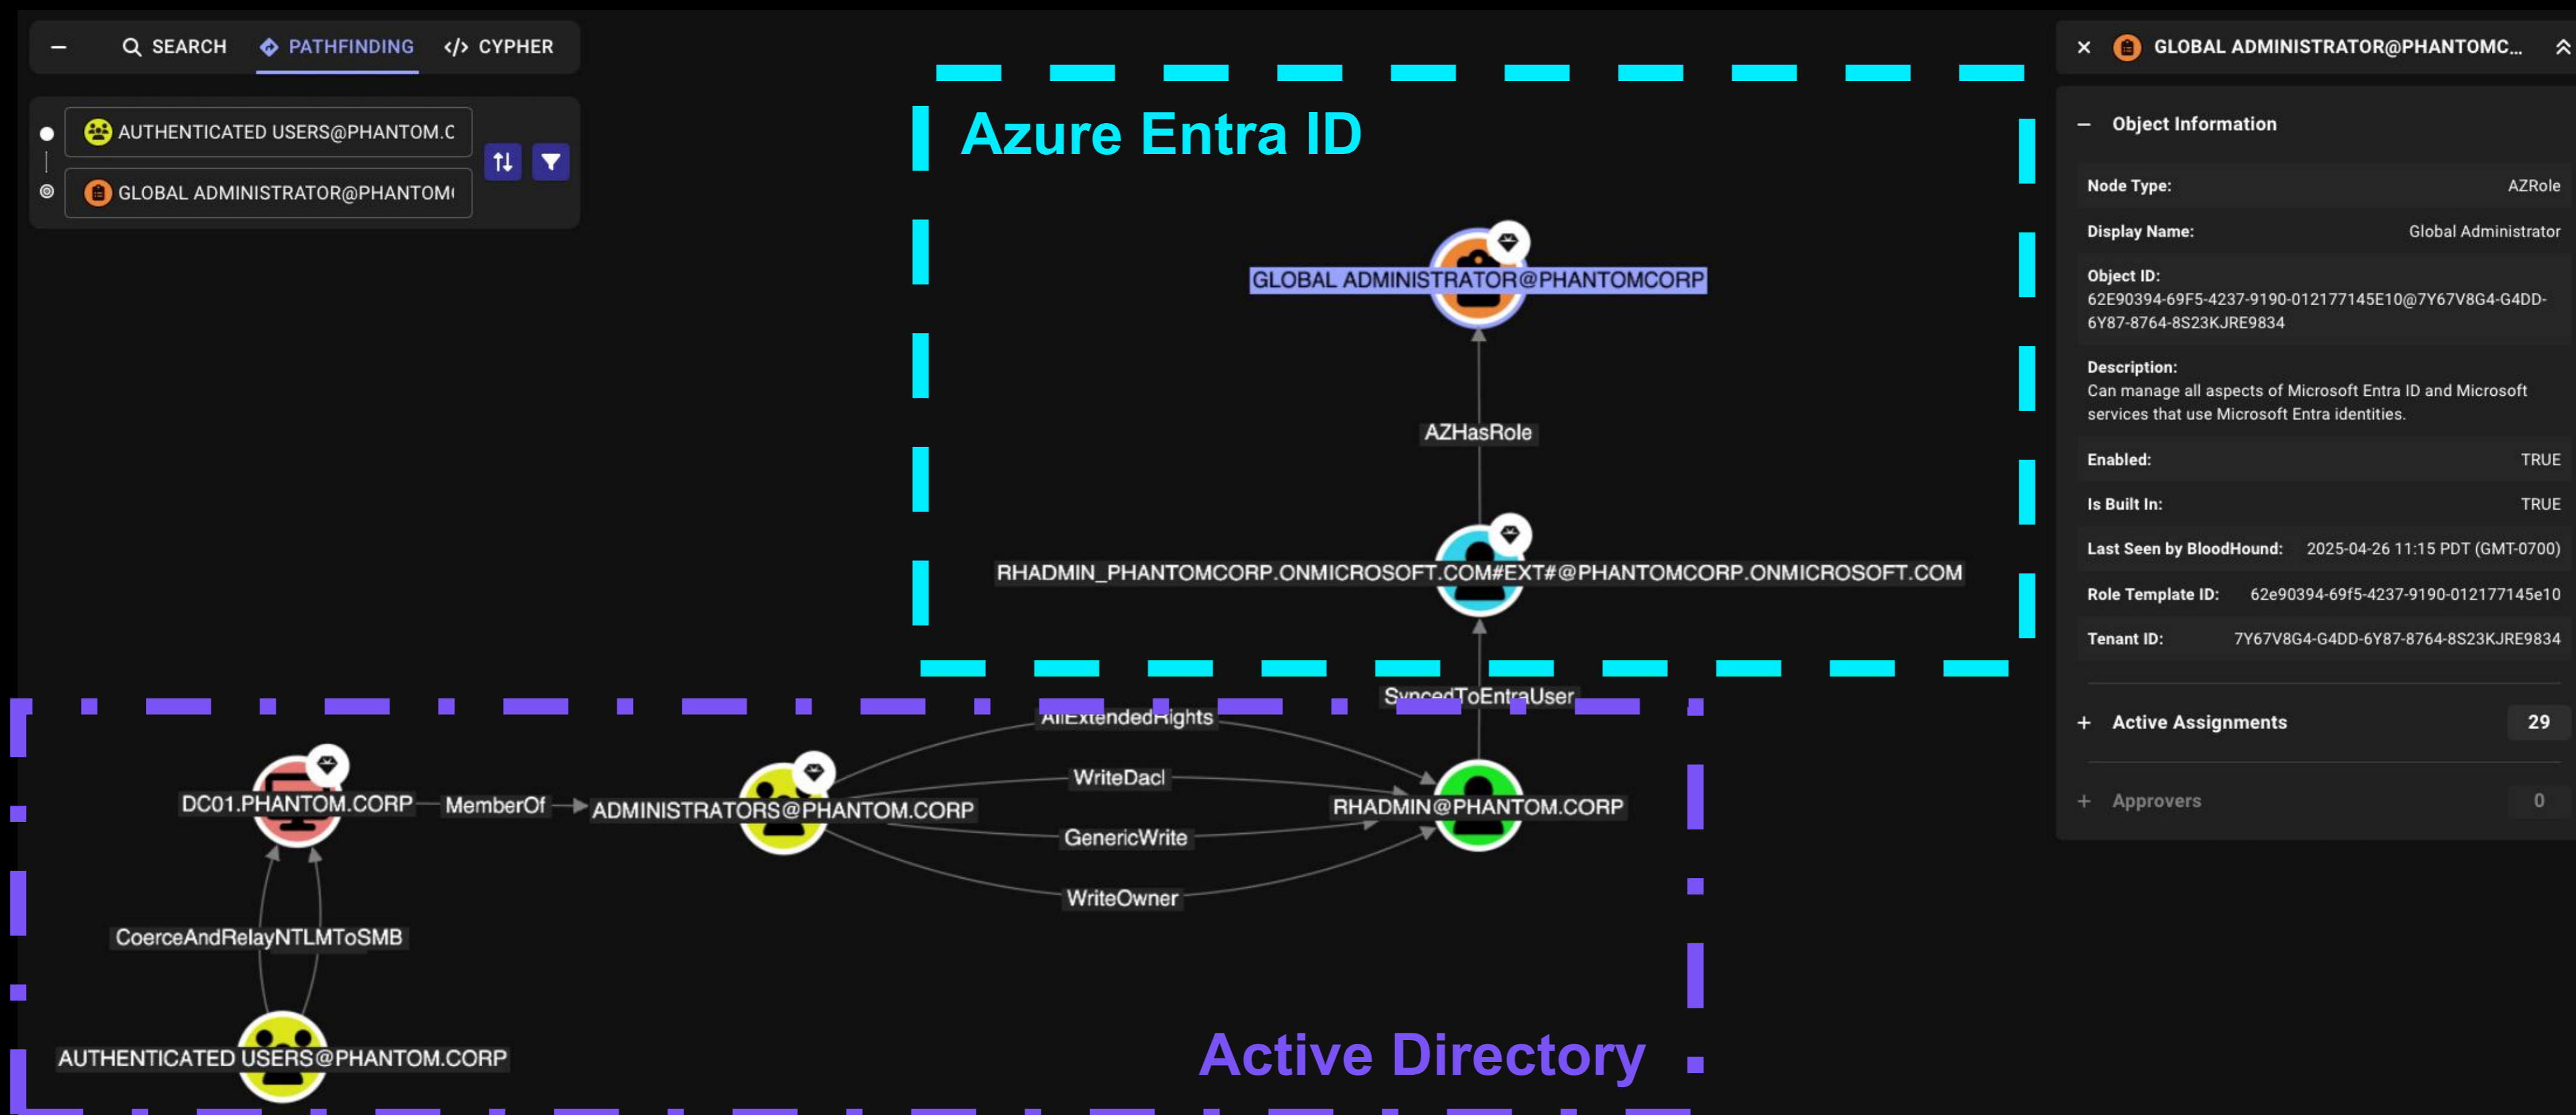 SEARCH
PATHFINDING
</> CYPHER
AUTHENTICATED USERS@PHANTOM.C
GLOBAL ADMINISTRATOR@PHANTOM
Azure Entra ID
GLOBAL ADMINISTRATOR@PHANTOMCORP
AZHasRole
RHADMIN_PHANTOMCORP.ONMICROSOFT.COM#EXT#@PHANTOMCORP.ONMICROSOFT.COM
SyncedToEntraUser
AllExtendedRights
WriteDacl
GenericWrite
WriteOwner
DC01.PHANTOM.CORP
MemberOf
ADMINISTRATORS@PHANTOM.CORP
RHADMIN@PHANTOM.CORP
CoerceAndRelayNTLMToSMB
AUTHENTICATED USERS@PHANTOM.CORP
Active Directory
GLOBAL ADMINISTRATOR@PHANTOMC...
Object Information
Node Type: AZRole
Display Name: Global Administrator
Object ID:
62E90394-69F5-4237-9190-012177145E10@7Y67V8G4-G4DD-
6Y87-8764-8S23KJRE9834
Description:
Can manage all aspects of Microsoft Entra ID and Microsoft
services that use Microsoft Entra identities.
Enabled: TRUE
Is Built In: TRUE
Last Seen by BloodHound: 2025-04-26 11:15 PDT (GMT-0700)
Role Template ID: 62e90394-69f5-4237-9190-012177145e10
Tenant ID: 7Y67V8G4-G4DD-6Y87-8764-8S23KJRE9834
+ Active Assignments 29
+ Approvers 0